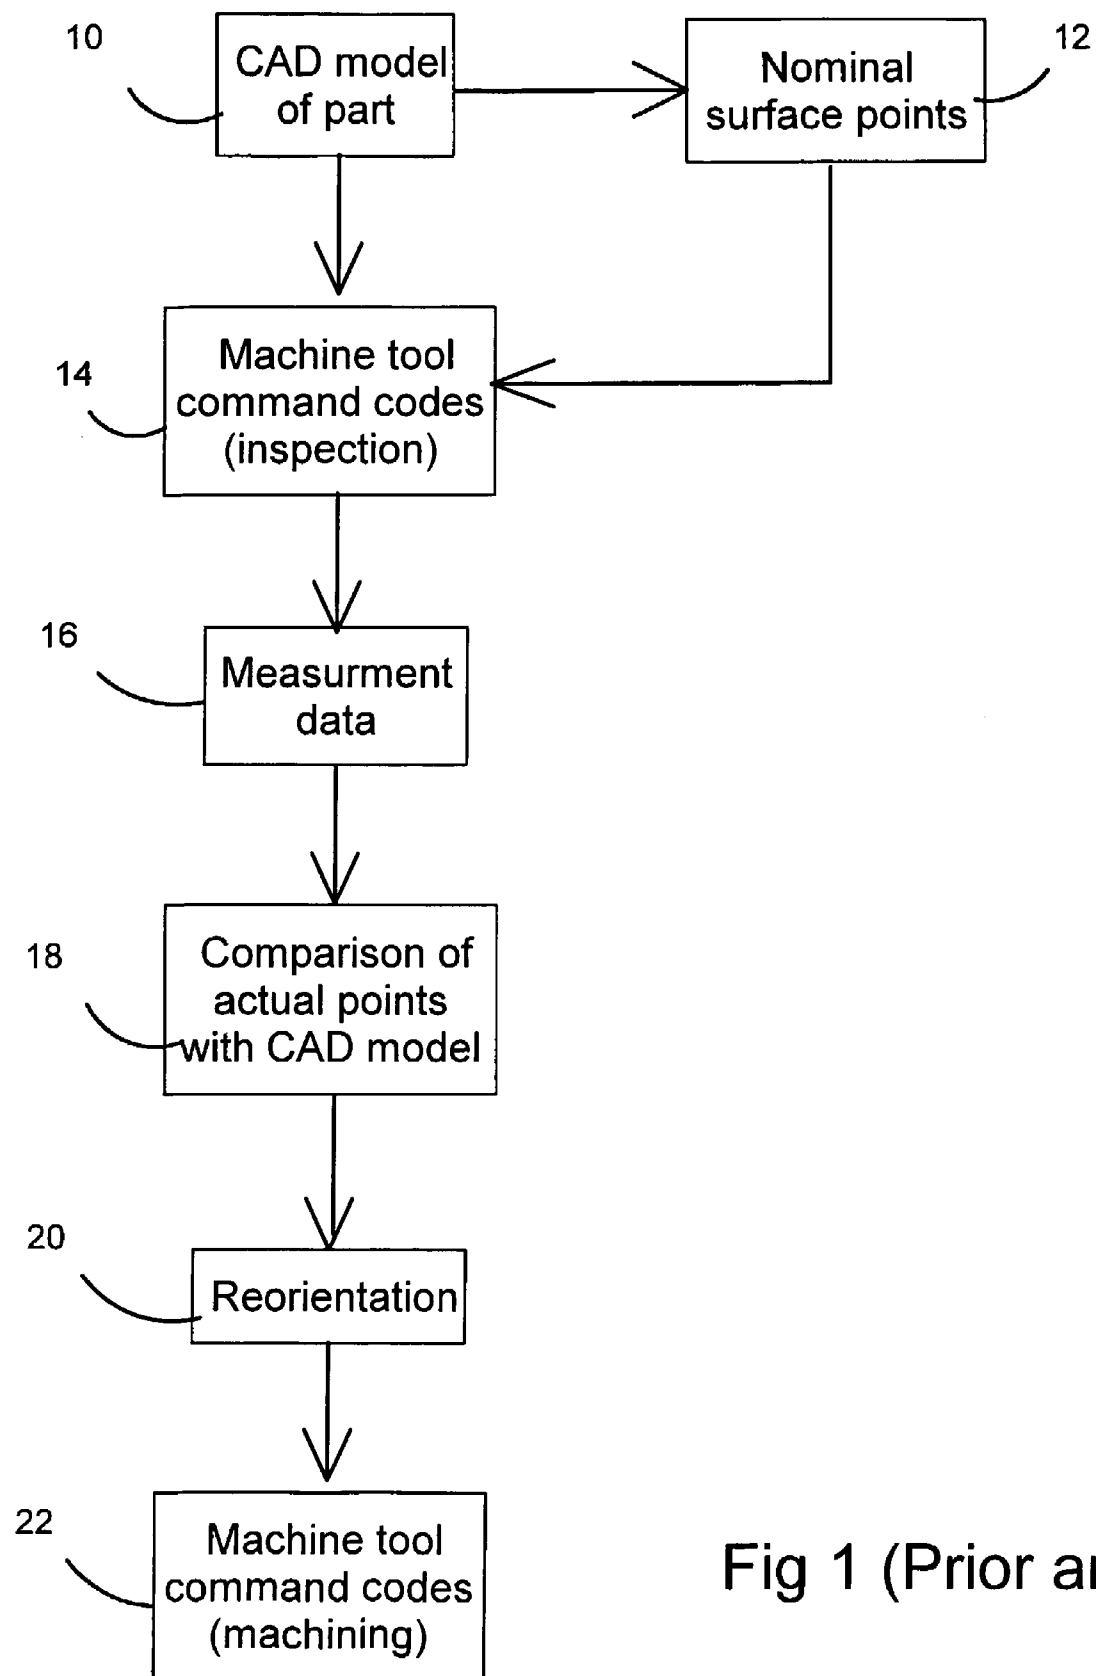 10
CAD model
of part
Nominal
surface points
12
14
Machine tool
command codes
(inspection)
16
Measurment
data
18
Comparison of
actual points
with CAD model
20
Reorientation
22
Machine tool
command codes
(machining)
Fig 1 (Prior